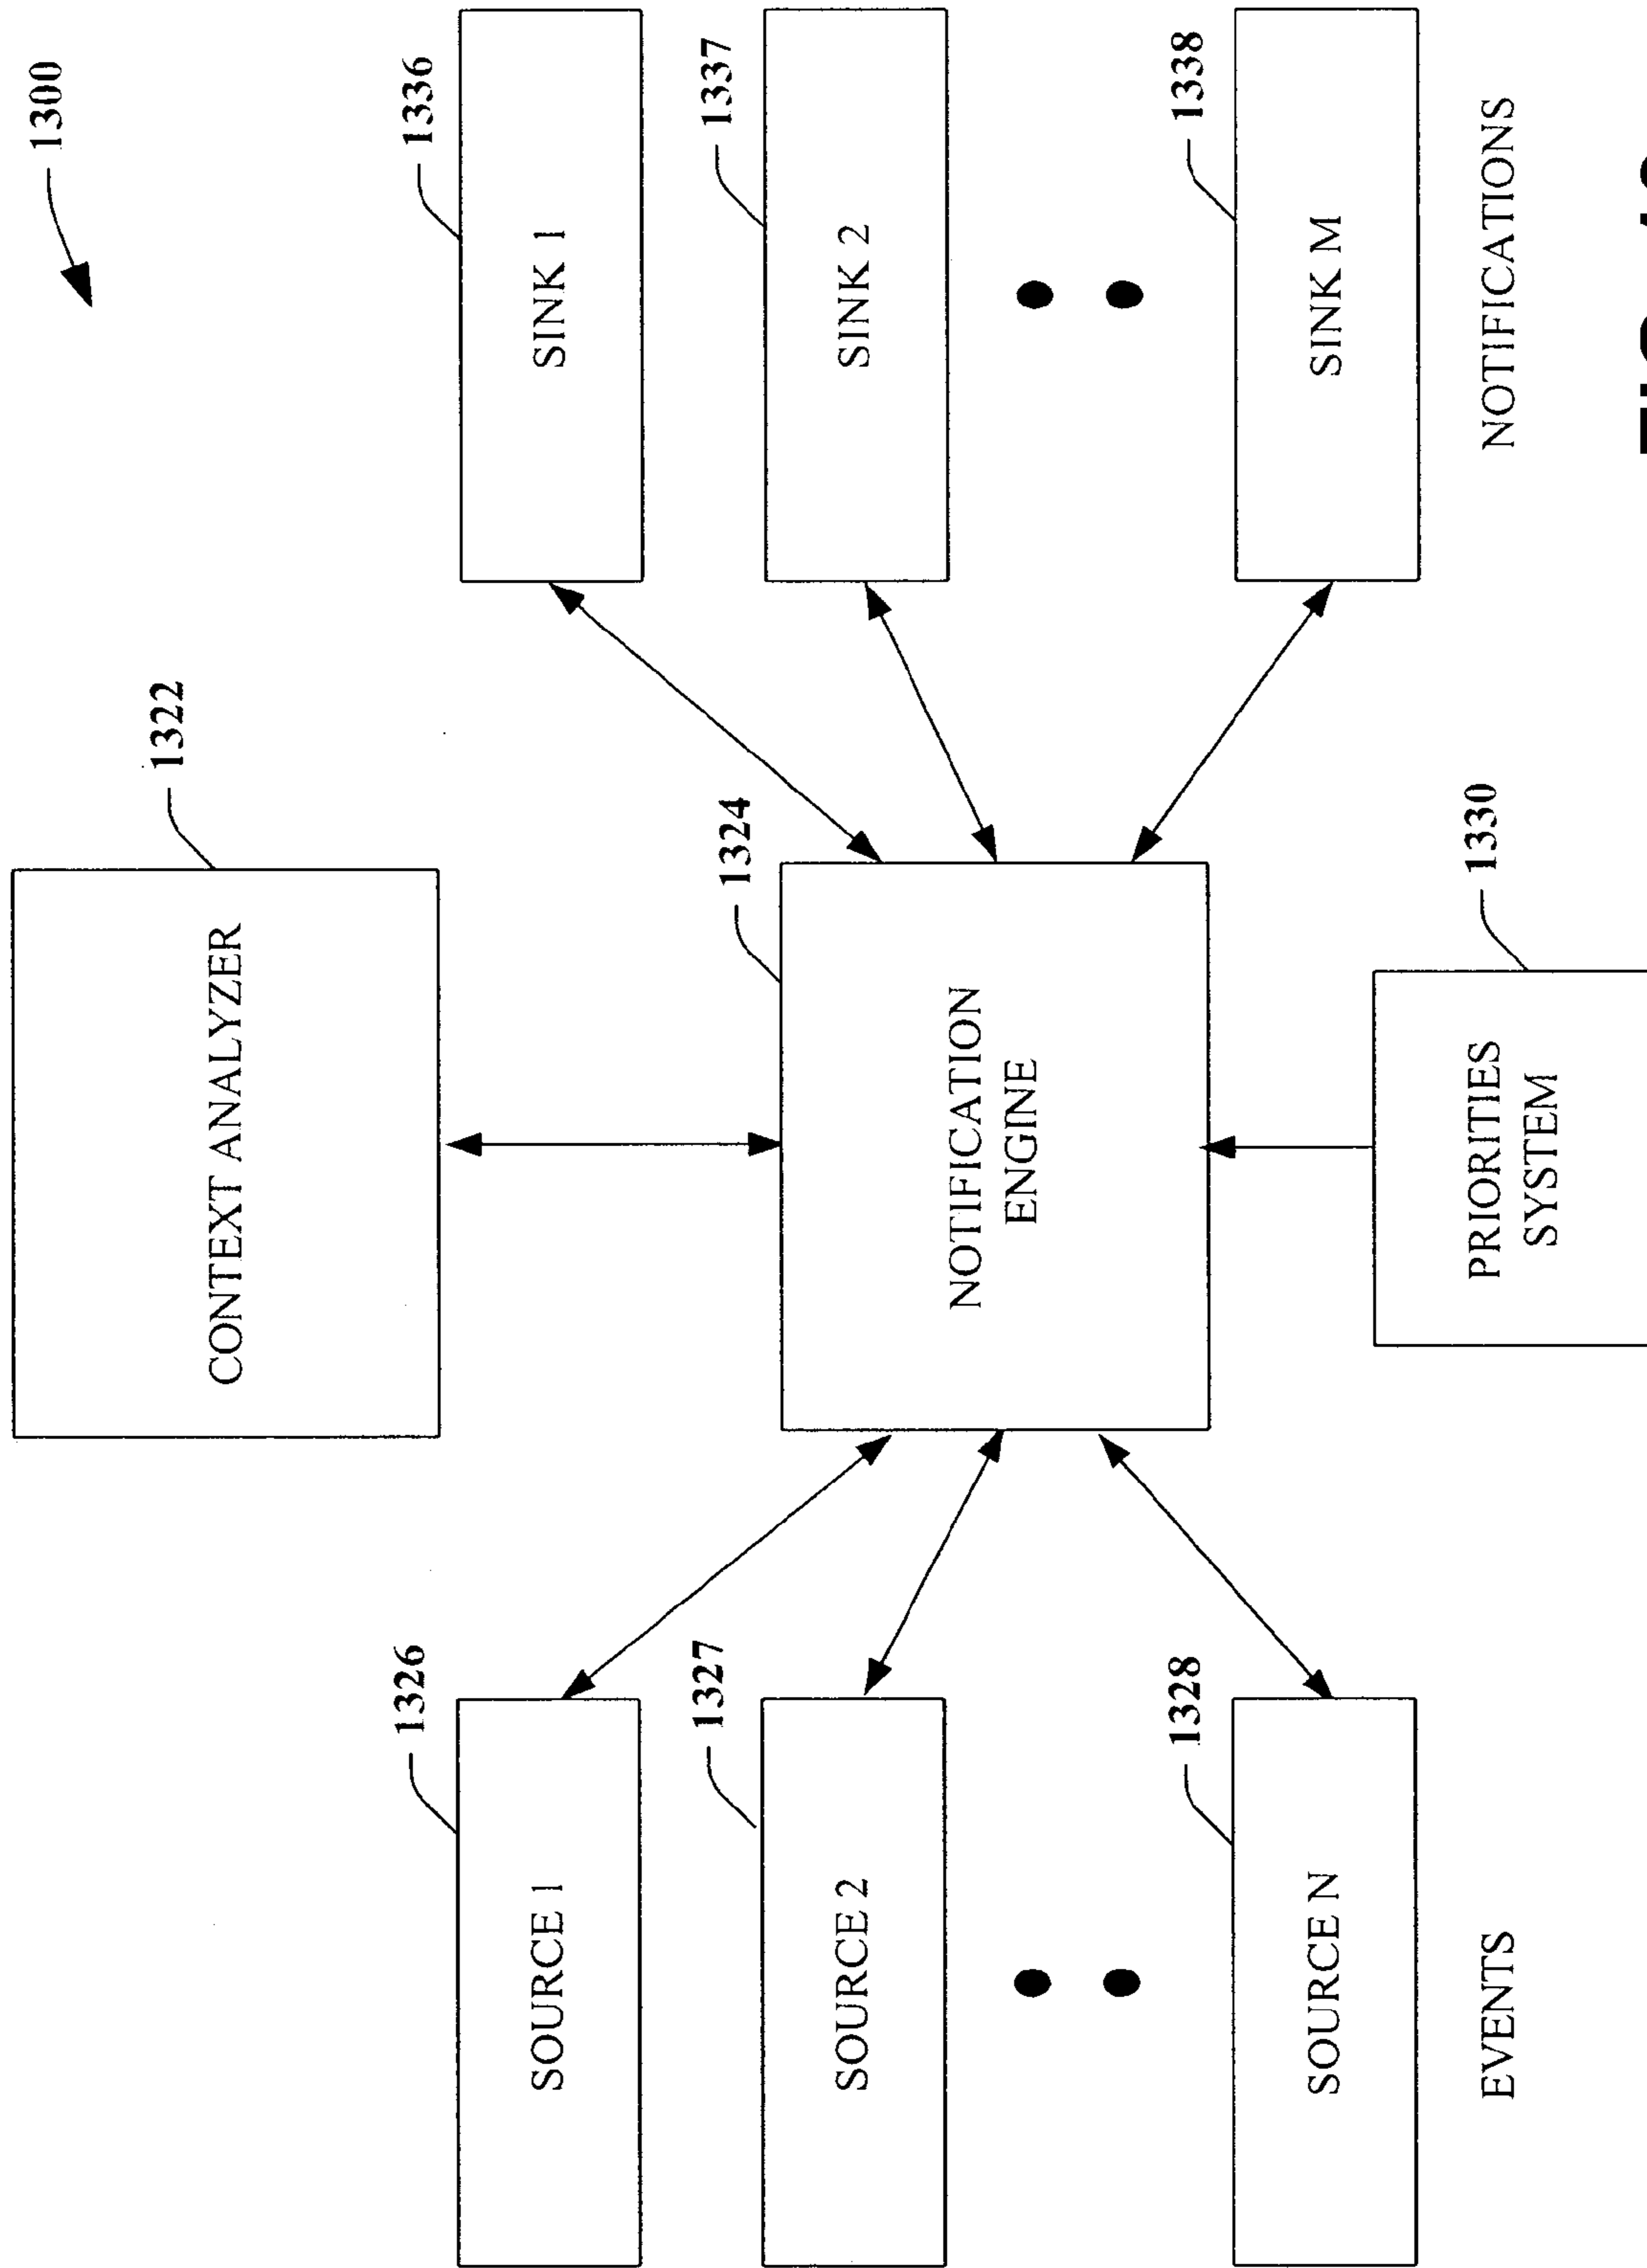 1300
1322
CONTEXT ANALYZER
1326
1336
SOURCE 1
SINK 1
1327
1324
1337
SOURCE 2
NOTIFICATION
ENGINE
SINK 2
1328
1338
SOURCE N
SINK M
1330
EVENTS
PRIORITIES
SYSTEM
NOTIFICATIONS
FIG.